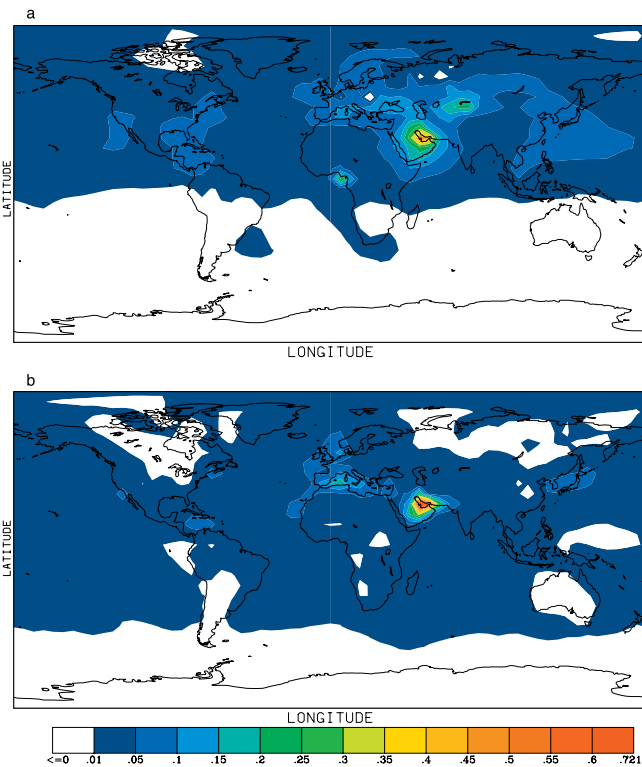 a
LATITUDE
LONGITUDE
b
LATITUDE
LONGITUDE
<=0 .01 .05 .1 .15 .2 .25 .3 .35 .4 .45 .5 .55 .6 .721